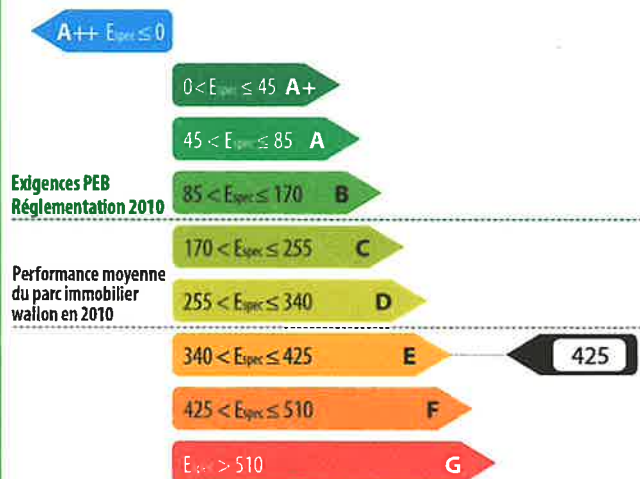 A++ Espec ≤ 0
0 < Espec ≤ 45 A+
45 < Espec ≤ 85 A
Exigences PEB
Réglementation 2010
85 < Espec ≤ 170 B
170 < Espec ≤ 255 C
Performance moyenne
du parc immobilier
wallon en 2010
255 < Espec ≤ 340 D
340 < Espec ≤ 425 E
425
425 < Espec ≤ 510 F
Espec > 510 G